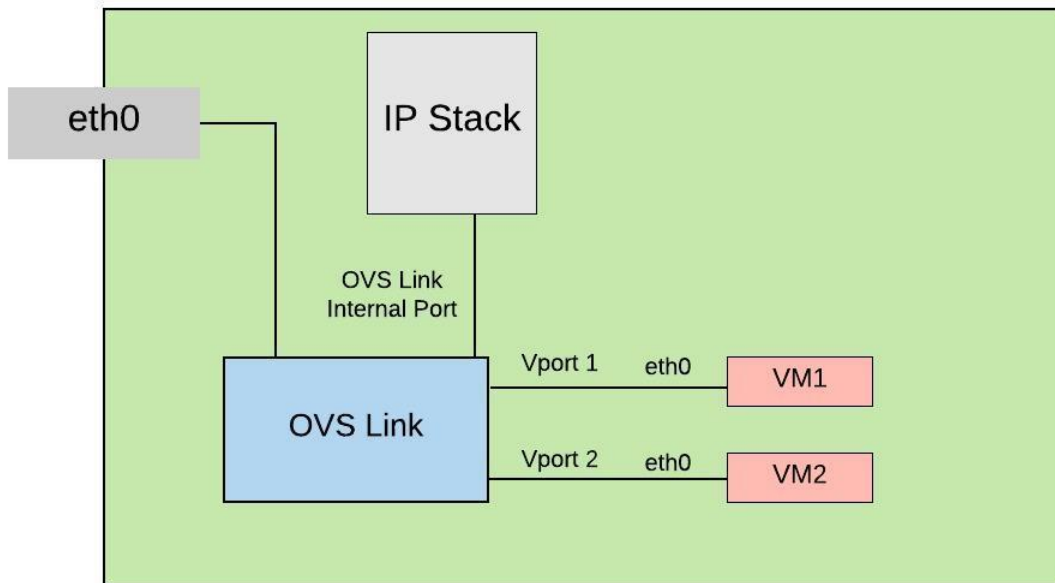 eth0
IP Stack
OVS Link
Internal Port
OVS Link
Vport 1
eth0
VM1
Vport 2
eth0
VM2